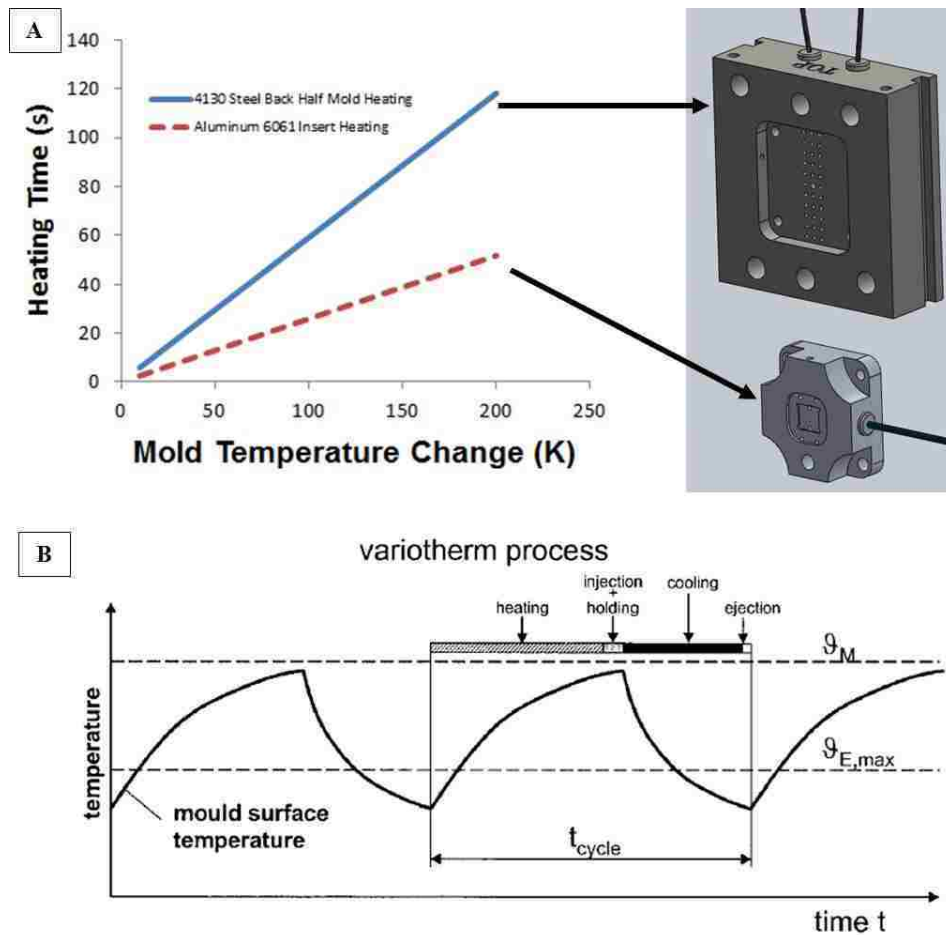 A
140
120
100
80
60
40
20
0
Heating Time (s)
4130 Steel Back Half Mold Heating
Aluminum 6061 Insert Heating
0 50 100 150 200 250
Mold Temperature Change (K)
TOP
B
variotherm process
heating
injection
+
holding
cooling
ejection
ϑM
ϑE,max
temperature
mould surface
temperature
tcycle
time t